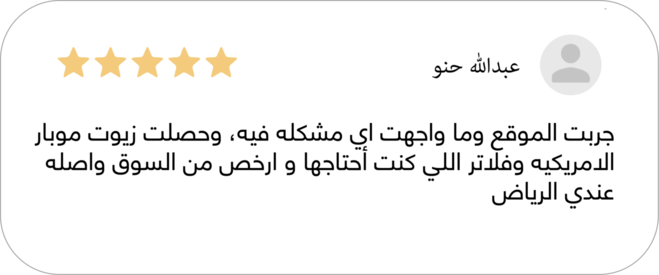 عبدالله حنو
جربت الموقع وما واجهت اي مشكله فيه، وحصلت زيوت موبار
الامريكيه وفلاتر اللي كنت أحتاجها و ارخص من السوق واصله
عندي الرياض